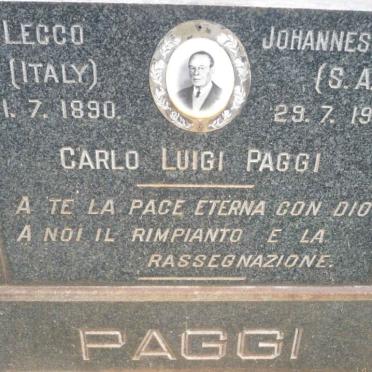 LECCO
(ITALY)
1. 7. 1890.
JOHANNES
(S.A
29.7.19
CARLO LUIGI PAGGI
A TE LA PACE ETERNA CON DIO
A NOI IL RIMPIANTO E LA
RASSEGNAZIONE.
PAGGI